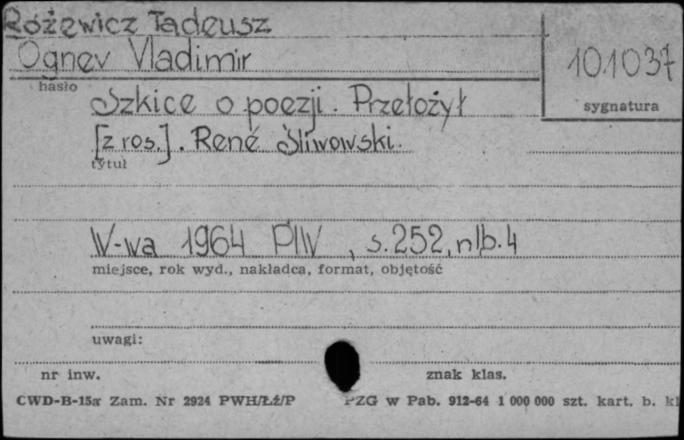 Różewicz Tadeusz
Ognev Vladimir
101037
hasło
sygnatura
Szkice o poezji. Przełożył
[z ros.]. René Śliwowski.
tytuł
W-wa 1964 PIW, s. 252, nlb. 4
miejsce, rok wyd., nakładca, format, objętość
uwagi:
nr inw.
znak klas.
CWD-B-15a Zam. Nr 2924 PWH/Łź/P
PZG w Pab. 912-64 1 000 000 szt. kart. b. kl